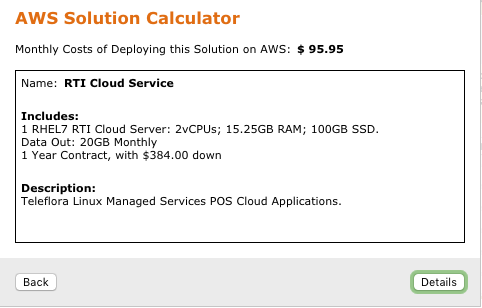 AWS Solution Calculator
Monthly Costs of Deploying this Solution on AWS: $ 95.95
Name: RTI Cloud Service
Includes:
1 RHEL7 RTI Cloud Server: 2vCPUs; 15.25GB RAM; 100GB SSD.
Data Out: 20GB Monthly
1 Year Contract, with $384.00 down
Description:
Teleflora Linux Managed Services POS Cloud Applications.
Back
Details